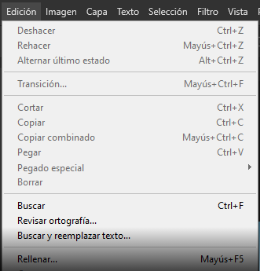 Edición Imagen Capa Texto Selección Filtro Vista
Deshacer Ctrl+Z
Rehacer Mayús+Ctrl+Z
Alternar último estado Alt+Ctrl+Z
Transición... Mayús+Ctrl+F
Cortar Ctrl+X
Copiar Ctrl+C
Copiar combinado Mayús+Ctrl+C
Pegar Ctrl+V
Pegado especial
Borrar
Buscar Ctrl+F
Revisar ortografía...
Buscar y reemplazar texto...
Rellenar... Mayús+F5